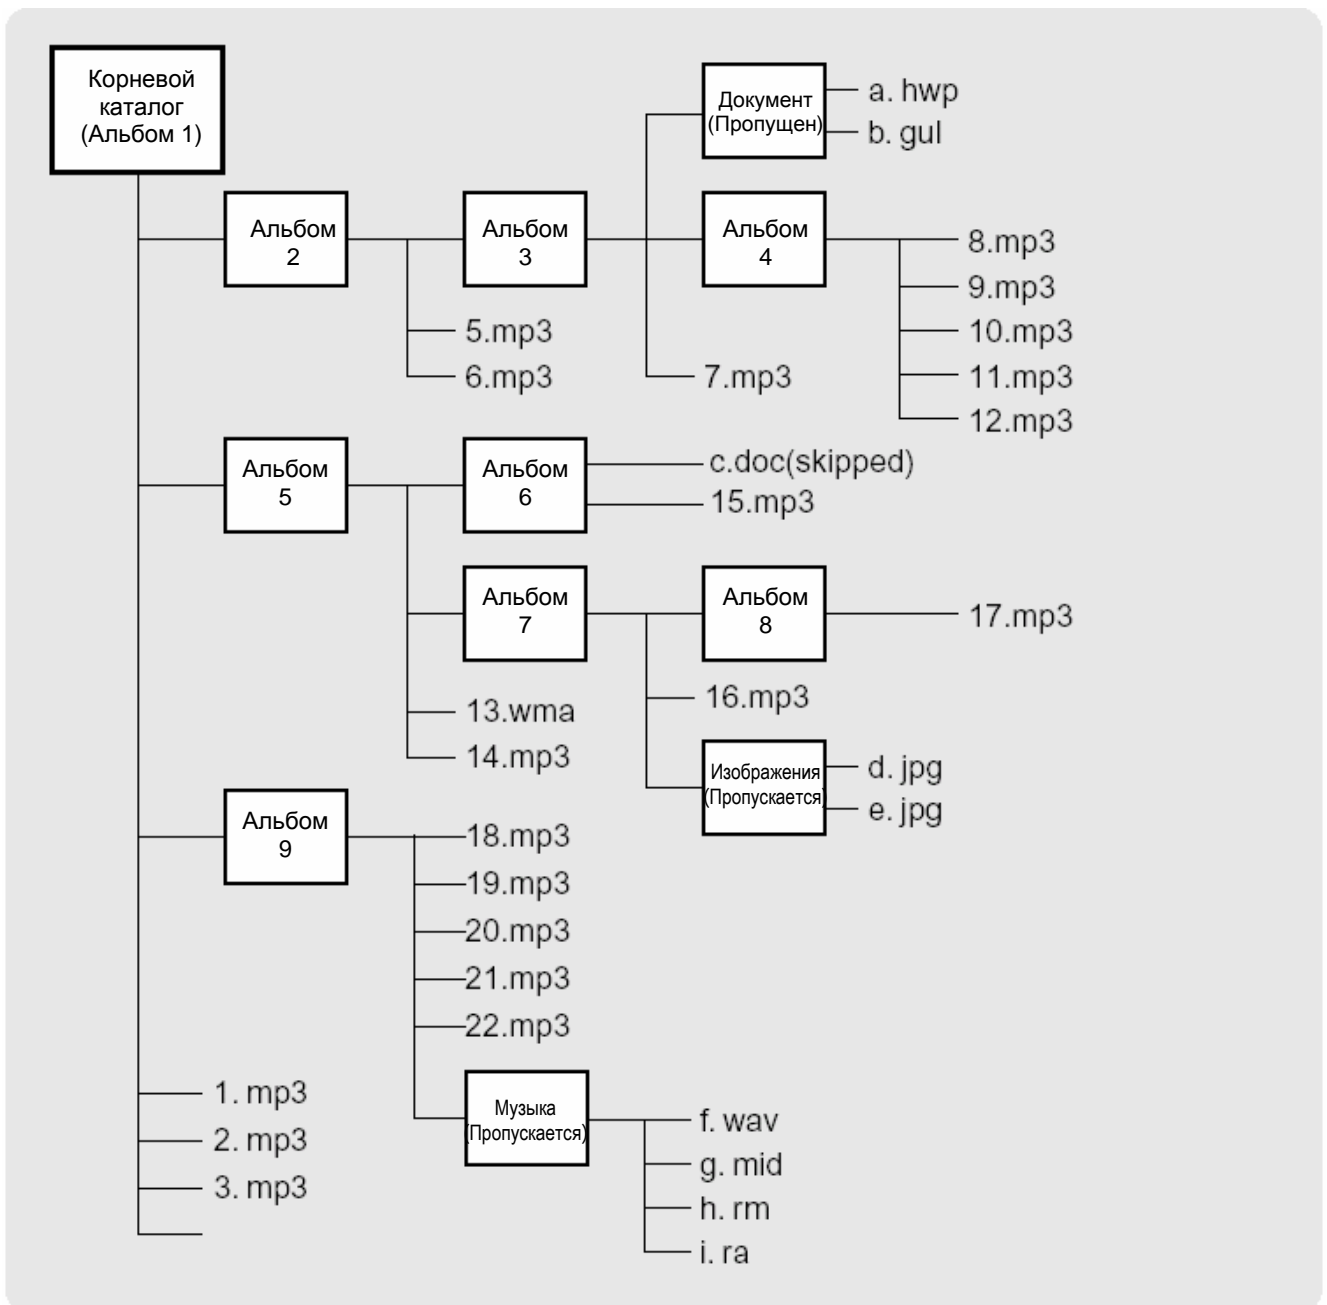 Корневой
каталог
(Альбом 1)
Документ
(Пропущен)
a. hwp
b. gul
Альбом
2
Альбом
3
Альбом
4
8.mp3
9.mp3
10.mp3
11.mp3
12.mp3
5.mp3
6.mp3
7.mp3
Альбом
5
Альбом
6
c.doc(skipped)
15.mp3
Альбом
7
Альбом
8
17.mp3
16.mp3
13.wma
14.mp3
Изображения
(Пропускается)
d. jpg
e. jpg
Альбом
9
18.mp3
19.mp3
20.mp3
21.mp3
22.mp3
Музыка
(Пропускается)
f. wav
g. mid
h. rm
i. ra
1. mp3
2. mp3
3. mp3